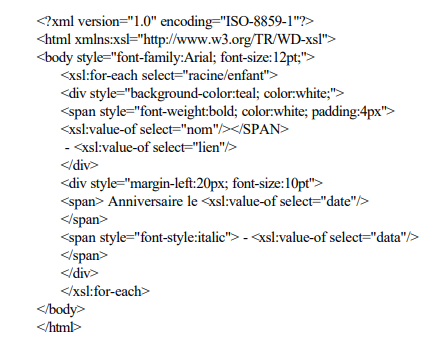 <?xml version="1.0" encoding="ISO-8859-1"?>
<html xmlns:xsl="http://www.w3.org/TR/WD-xsl">
<body style="font-family:Arial; font-size:12pt;">
<xsl:for-each select="racine/enfant">
<div style="background-color:teal; color:white;">
<span style="font-weight:bold; color:white; padding:4px">
<xsl:value-of select="nom"/></SPAN>
- <xsl:value-of select="lien"/>
</div>
<div style="margin-left:20px; font-size:10pt">
<span> Anniversaire le <xsl:value-of select="date"/>
</span>
<span style="font-style:italic"> - <xsl:value-of select="data"/>
</span>
</div>
</xsl:for-each>
</body>
</html>